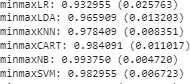 minmaxLR: 0.932955 (0.025763)
minmaxLDA: 0.965909 (0.013203)
minmaxKNN: 0.978409 (0.008351)
minmaxCART: 0.984091 (0.011017)
minmaxNB: 0.993750 (0.004720)
minmaxSVM: 0.982955 (0.006723)